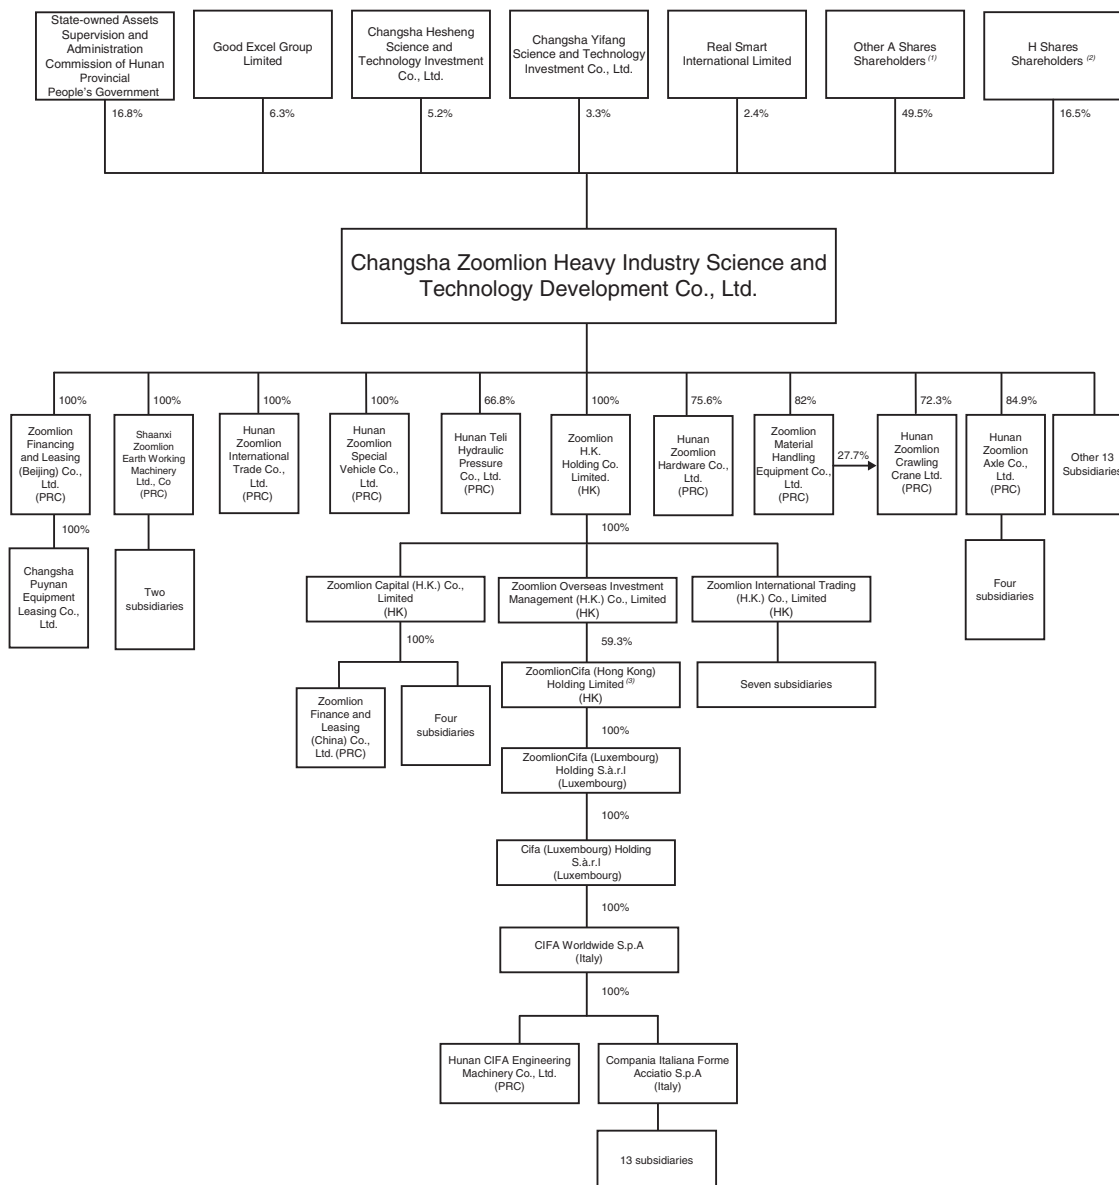 State-owned Assets
Supervision and
Administration
Commission of Hunan
Provincial
People's Government
Good Excel Group
Limited
Changsha Hesheng
Science and
Technology Investment
Co., Ltd.
Changsha Yifang
Science and Technology
Investment Co., Ltd.
Real Smart
International Limited
Other A Shares
Shareholders (1)
H Shares
Shareholders (2)
16.8%
6.3%
5.2%
3.3%
2.4%
49.5%
16.5%
Changsha Zoomlion Heavy Industry Science and
Technology Development Co., Ltd.
100%
100%
100%
100%
66.8%
100%
75.6%
82%
72.3%
84.9%
Zoomlion
Financing
and Leasing
(Beijing) Co.,
Ltd.
(PRC)
Shaanxi
Zoomlion
Earth Working
Machinery
Ltd., Co
(PRC)
Hunan
Zoomlion
International
Trade Co.,
Ltd.
(PRC)
Hunan
Zoomlion
Special
Vehicle Co.,
Ltd.
(PRC)
Hunan Teli
Hydraulic
Pressure
Co., Ltd.
(PRC)
Zoomlion
H.K.
Holding Co.
Limited.
(HK)
Hunan
Zoomlion
Hardware Co.,
Ltd.
(PRC)
Zoomlion
Material
Handling
Equipment Co.,
Ltd.
(PRC)
27.7%
Hunan
Zoomlion
Crawling
Crane Ltd.
(PRC)
Hunan
Zoomlion
Axle Co.,
Ltd.
(PRC)
Other 13
Subsidiaries
100%
100%
Changsha
Puynan
Equipment
Leasing Co.,
Ltd.
Two
subsidiaries
Four
subsidiaries
Zoomlion Capital (H.K.) Co.,
Limited
(HK)
Zoomlion Overseas Investment
Management (H.K.) Co., Limited
(HK)
Zoomlion International Trading
(H.K.) Co., Limited
(HK)
100%
59.3%
Zoomlion
Finance and
Leasing
(China) Co.,
Ltd. (PRC)
Four
subsidiaries
ZoomlionCifa (Hong Kong)
Holding Limited (3)
(HK)
Seven subsidiaries
100%
ZoomlionCifa (Luxembourg)
Holding S.à.r.l
(Luxembourg)
100%
Cifa (Luxembourg) Holding
S.à.r.l
(Luxembourg)
100%
CIFA Worldwide S.p.A
(Italy)
100%
Hunan CIFA Engineering
Machinery Co., Ltd.
(PRC)
Compania Italiana Forme
Acciatio S.p.A
(Italy)
13 subsidiaries